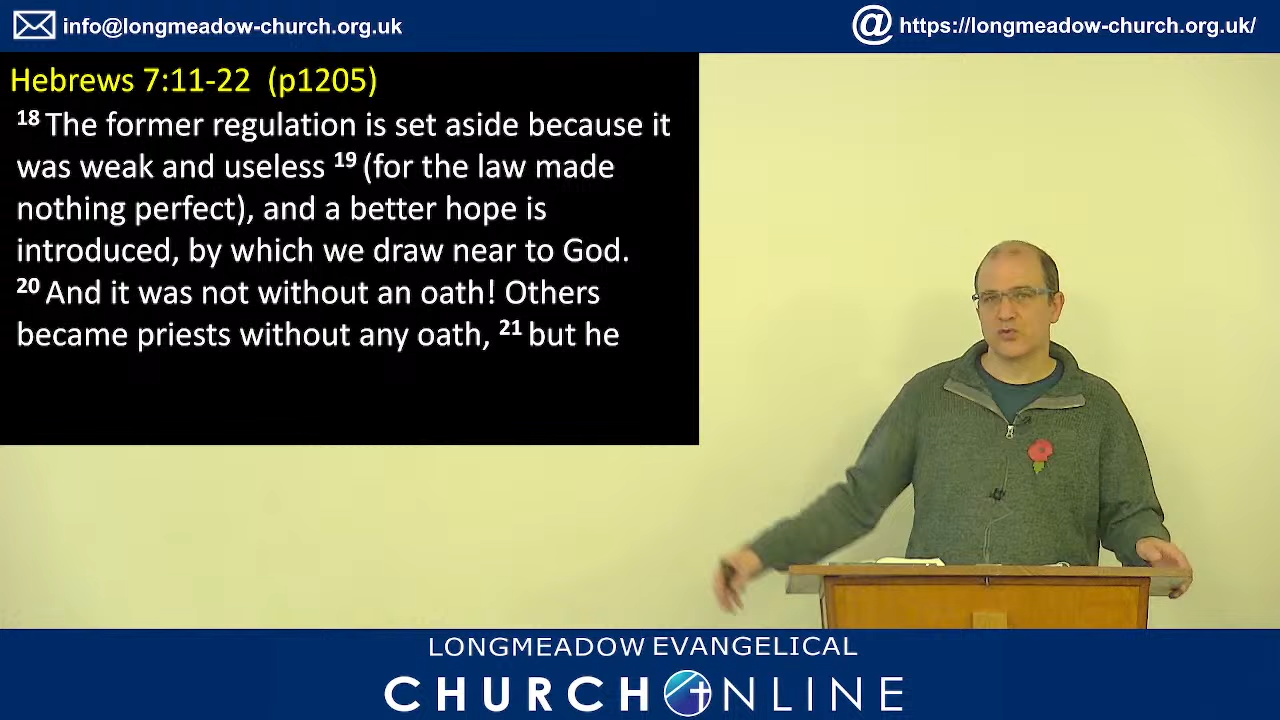 info@longmeadow-church.org.uk
https://longmeadow-church.org.uk/
Hebrews 7:11-22 (p1205)
18 The former regulation is set aside because it
was weak and useless 19 (for the law made
nothing perfect), and a better hope is
introduced, by which we draw near to God.
20 And it was not without an oath! Others
became priests without any oath, 21 but he
LONGMEADOW EVANGELICAL
CHURCH ONLINE